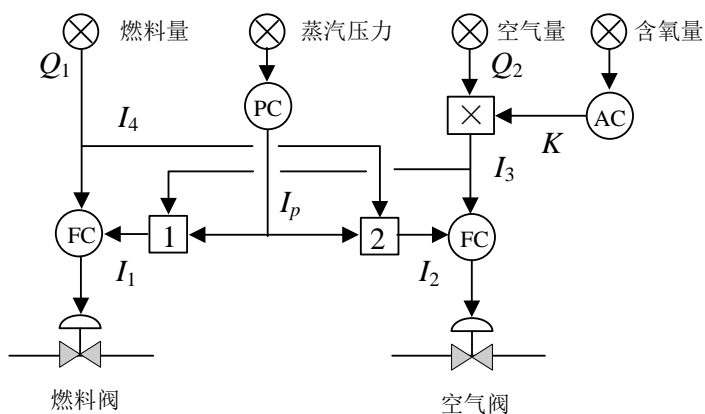 燃料量
蒸汽压力
空气量
含氧量
Q1
Q2
PC
×
AC
I4
K
I3
Ip
FC
1
2
FC
I1
I2
燃料阀
空气阀